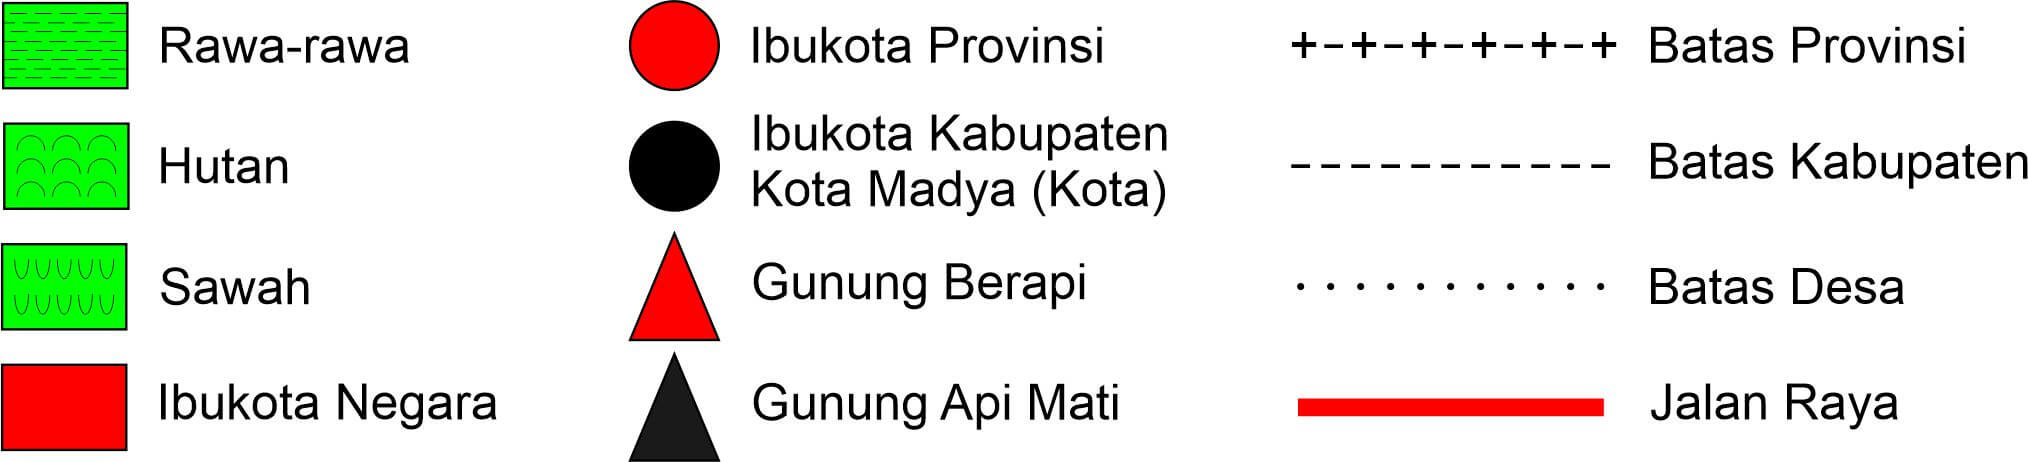 Rawa-rawa
Hutan
Sawah
Ibukota Negara
Ibukota Provinsi
Ibukota Kabupaten
Kota Madya (Kota)
Gunung Berapi
Gunung Api Mati
Batas Provinsi
Batas Kabupaten
Batas Desa
Jalan Raya